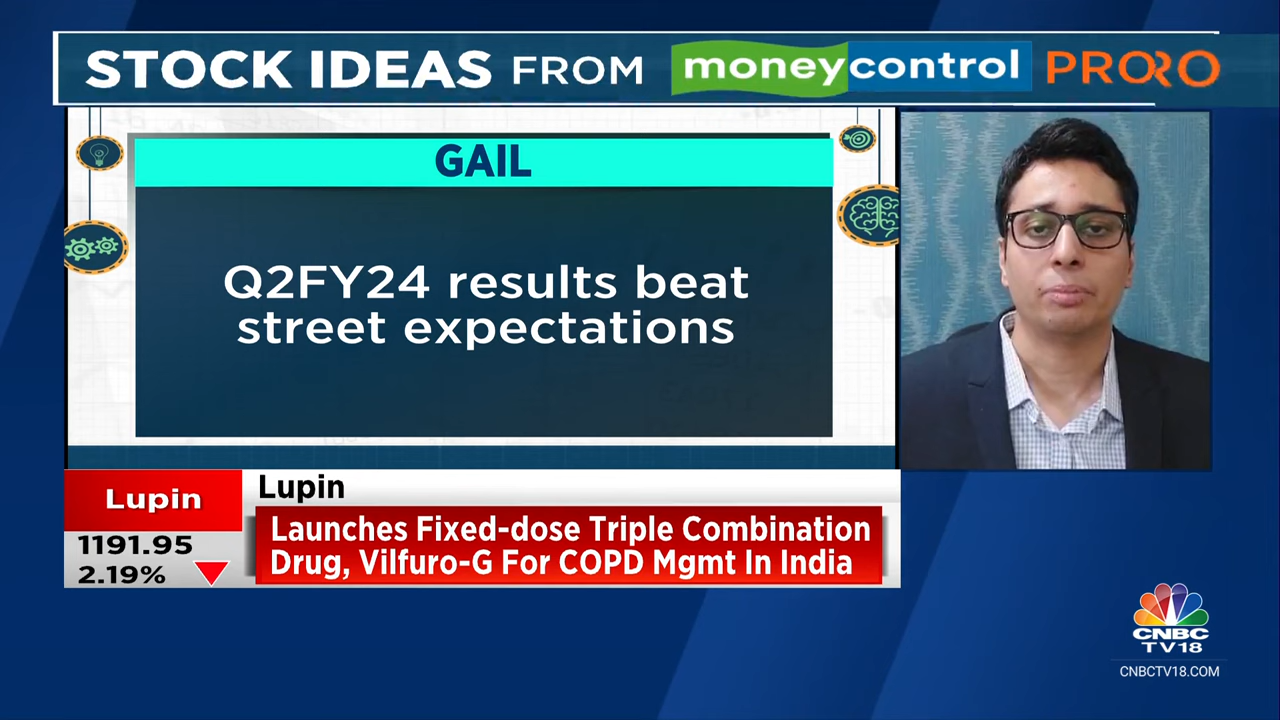 STOCK IDEAS FROM moneycontrol PRO
GAIL
Q2FY24 results beat
street expectations
Lupin
1191.95
2.19%
Lupin
Launches Fixed-dose Triple Combination
Drug, Vilfuro-G For COPD Mgmt In India
CNBC
TV18
CNBCTV18.COM